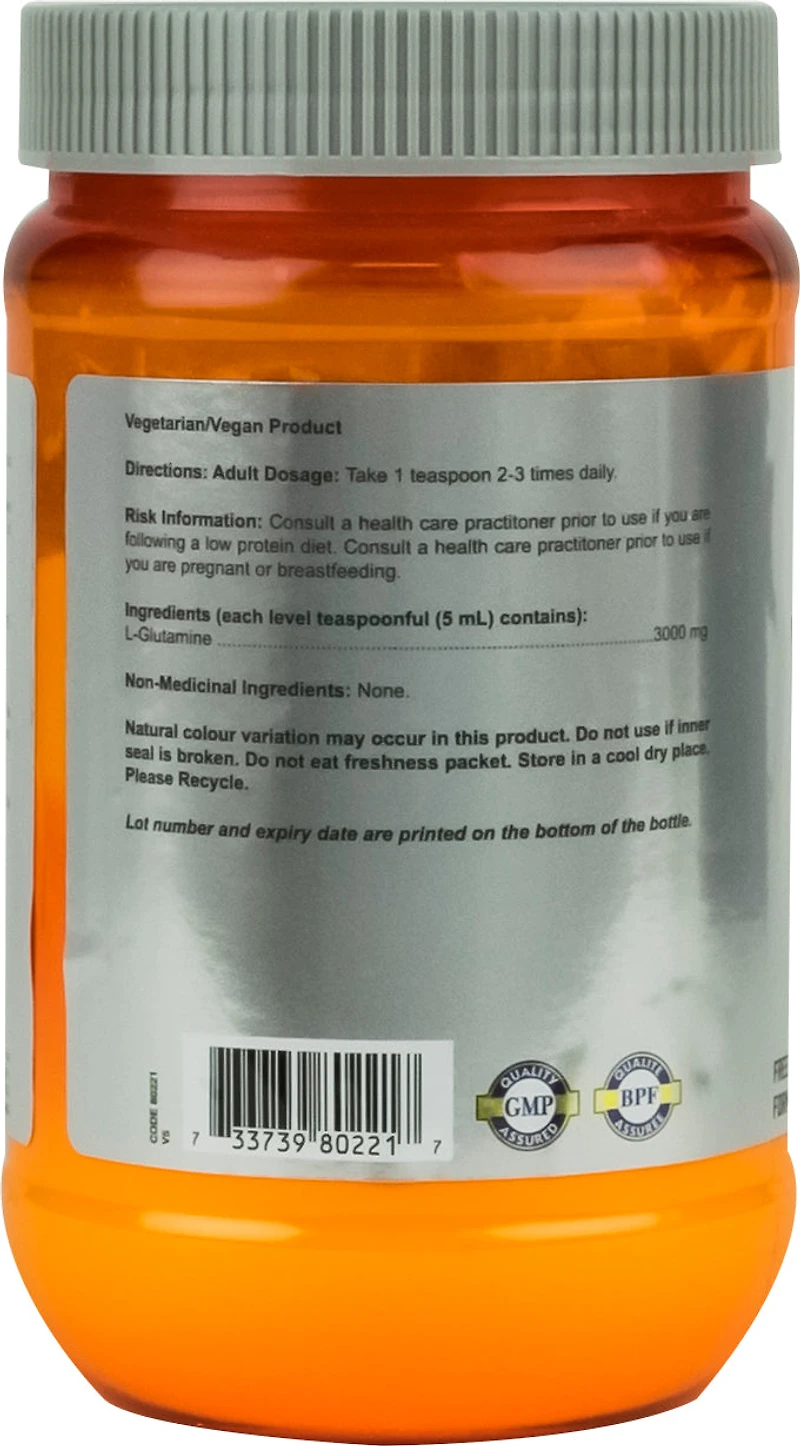 Vegetarian/Vegan Product
Directions: Adult Dosage: Take 1 teaspoon 2-3 times daily.
Risk Information: Consult a health care practitoner prior to use if you are
following a low protein diet. Consult a health care practitoner prior to use if
you are pregnant or breastfeeding.
Ingredients (each level teaspoonful (5 mL) contains):
L-Glutamine ........ 3000 mg
Non-Medicinal Ingredients: None.
Natural colour variation may occur in this product. Do not use if inner
seal is broken. Do not eat freshness packet. Store in a cool dry place.
Please Recycle.
Lot number and expiry date are printed on the bottom of the bottle.
CODE 80221
V5
7 33739 80221 7
QUALITY
GMP
ASSURED
QUALITÉ
BPF
ASSURÉE